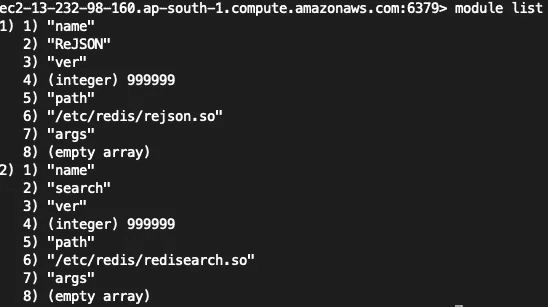 ec2-13-232-98-160.ap-south-1.compute.amazonaws.com:6379> module list
1) 1) "name"
2) "ReJSON"
3) "ver"
4) (integer) 999999
5) "path"
6) "/etc/redis/rejson.so"
7) "args"
8) (empty array)
2) 1) "name"
2) "search"
3) "ver"
4) (integer) 999999
5) "path"
6) "/etc/redis/redisearch.so"
7) "args"
8) (empty array)